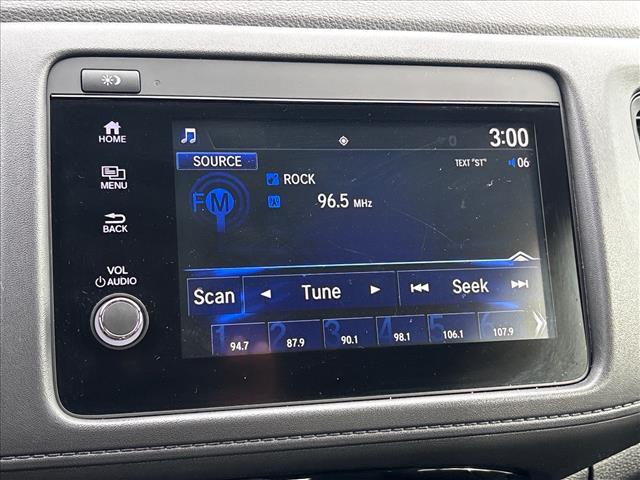 3:00
HOME
SOURCE
TEXT "ST"
06
ROCK
MENU
FM
96.5 MHz
BACK
VOL
AUDIO
Scan
Tune
Seek
1 2 3 4 5 6
94.7 87.9 90.1 98.1 106.1 107.9